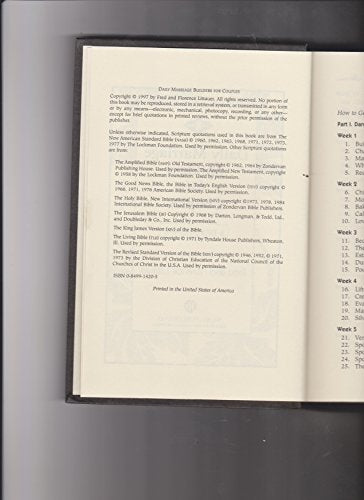 DAILY MARRIAGE BUILDERS FOR COUPLES
Copyright © 1997 by Fred and Florence Littauer. All rights reserved. No portion of
this book may be reproduced, stored in a retrieval system, or transmitted in any form
or by any means—electronic, mechanical, photocopy, recording, or any other—
except for brief quotations in printed reviews, without the prior permission of the
publisher.
Unless otherwise indicated, Scripture quotations used in this book are from The
New American Standard Bible (NASB) © 1960, 1962, 1963, 1968, 1971, 1972, 1973,
1977 by The Lockman Foundation. Used by permission. Other Scripture quotations
are from:
The Amplified Bible (AMP). Old Testament, copyright © 1962, 1964 by Zondervan
Publishing House. Used by permission. The Amplified New Testament, copyright
© 1958 by the Lockman Foundation. Used by permission.
The Good News Bible, the Bible in Today's English Version (TEV) copyright ©
1966, 1971, 1976 American Bible Society. Used by permission.
The Holy Bible, New International Version (NIV) copyright © 1973, 1978, 1984
International Bible Society. Used by permission of Zondervan Bible Publishers.
The Jerusalem Bible (JB) Copyright © 1968 by Darton, Longman, & Todd, Ltd.,
and Doubleday & Co., Inc. Used by permission.
The King James Version (KJV) of the Bible.
The Living Bible (TLB) copyright © 1971 by Tyndale House Publishers, Wheaton,
Ill. Used by permission.
The Revised Standard Version of the Bible (RSV) copyright © 1946, 1952, © 1971,
1973 by the Division of Christian Education of the National Council of the
Churches of Christ in the U.S.A. Used by permission.
ISBN 0-8499-1420-5
Printed in the United States of America
How to G
Part I. Dar
Week 1
1. Bu
2. Ch
3. Ma
4. Wh
5. Re
Week 2
6. Ch
7. Mo
8. Bal
9. Cal
10. Lov
Week 3
11. Bec
12. The
13. Eat
14. Du
15. Pou
Week 4
16. Lif
17. Cre
18. Eva
19. Ma
20. Sil
Week 5
21. Ver
22. Spe
23. Spe
24. Spe
25. The